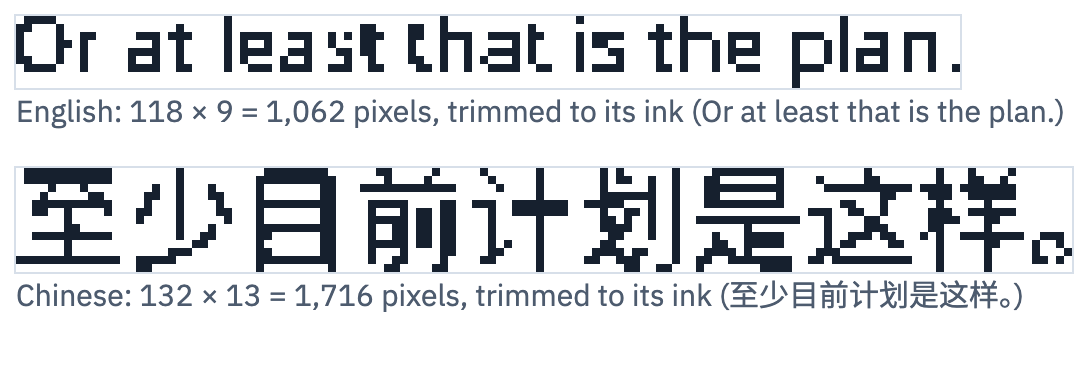 Or at least that is the plan.
English: 118 × 9 = 1,062 pixels, trimmed to its ink (Or at least that is the plan.)
至少目前计划是这样。
Chinese: 132 × 13 = 1,716 pixels, trimmed to its ink (至少目前计划是这样。)